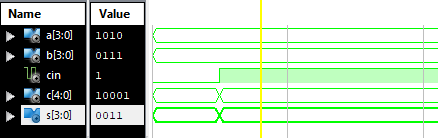 Name Value
a[3:0] 1010
b[3:0] 0111
cin 1
c[4:0] 10001
s[3:0] 0011